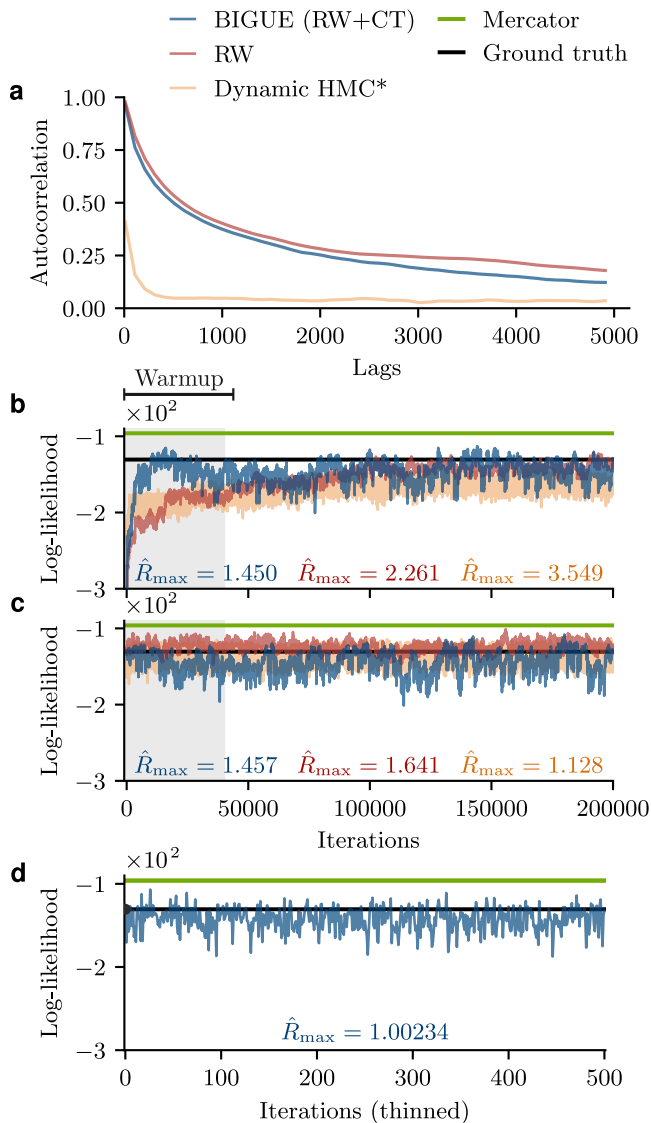 BIGUE (RW+CT)
RW
Dynamic HMC*
Mercator
Ground truth
a
1.00
0.75
0.50
0.25
0.00
Autocorrelation
0 1000 2000 3000 4000 5000
Lags
Warmup
b
×10²
−1
−2
−3
Log-likelihood
R̂max = 1.450 R̂max = 2.261 R̂max = 3.549
c
×10²
−1
−2
−3
Log-likelihood
R̂max = 1.457 R̂max = 1.641 R̂max = 1.128
0 50000 100000 150000 200000
Iterations
d
×10²
−1
−2
−3
Log-likelihood
R̂max = 1.00234
0 100 200 300 400 500
Iterations (thinned)